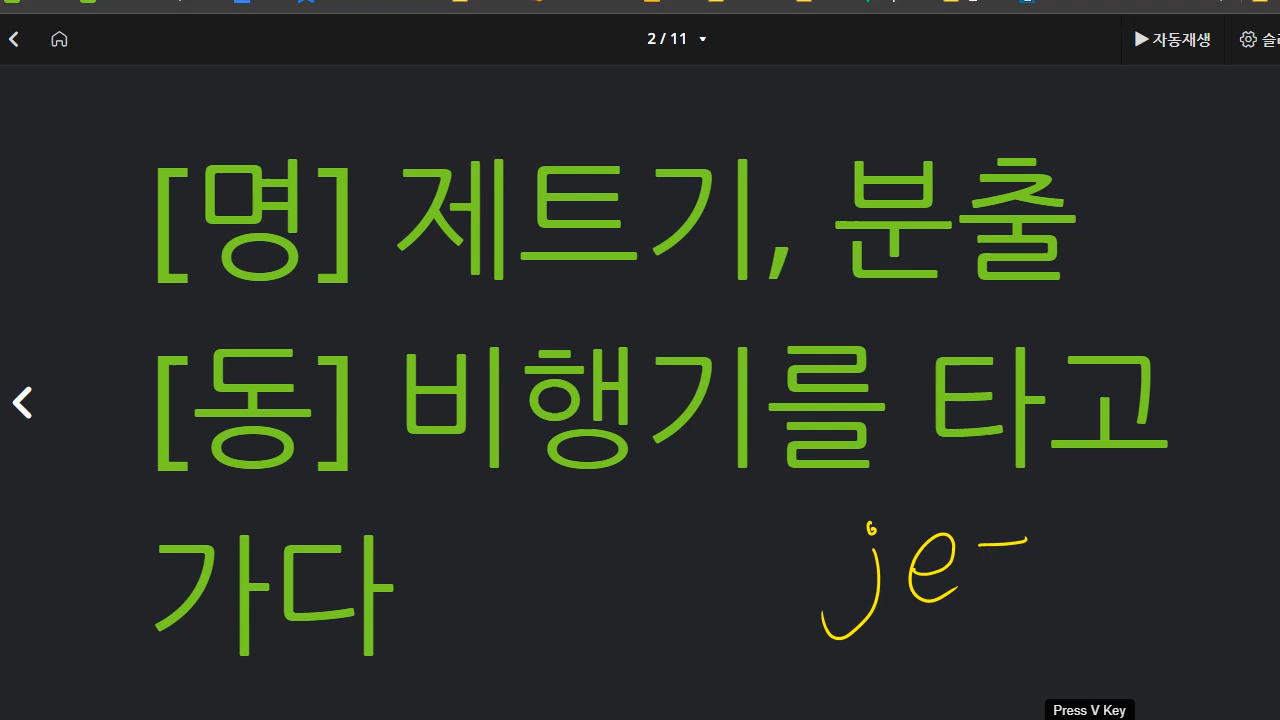 2 / 11
▶ 자동재생
[명] 제트기, 분출
[동] 비행기를 타고
가다
je-
Press V Key